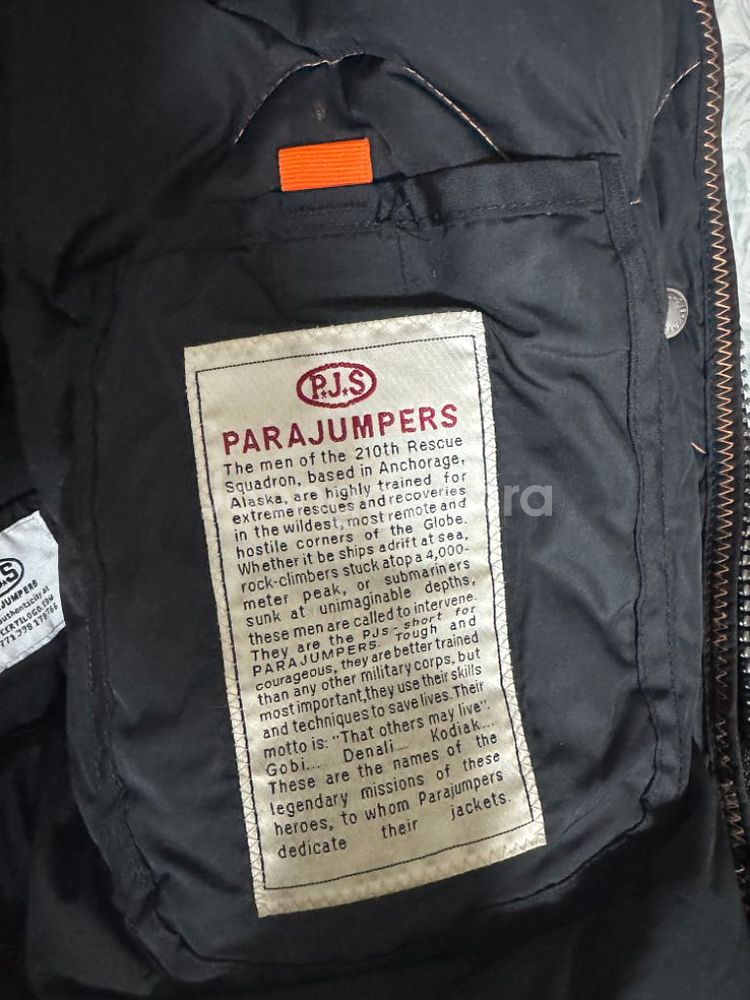 P.J.S
PARAJUMPERS
The men of the 210th Rescue
Squadron, based in Anchorage,
Alaska, are highly trained for
extreme rescues and recoveries
in the wildest, most remote and
hostile corners of the Globe.
Whether it be ships adrift at sea,
rock-climbers stuck atop a 4,000-
meter peak, or submariners
sunk at unimaginable depths,
these men are called to intervene.
They are the PJs - short for
PARAJUMPERS. Tough and
courageous, they are better trained
than any other military corps, but
most important, they use their skills
and techniques to save lives. Their
motto is: "That others may live".
Gobi... Denali... Kodiak...
These are the names of the
legendary missions of these
heroes, to whom Parajumpers
dedicate their jackets.
J.S
JUMPERS
uthenticity at
CERTILOGO.